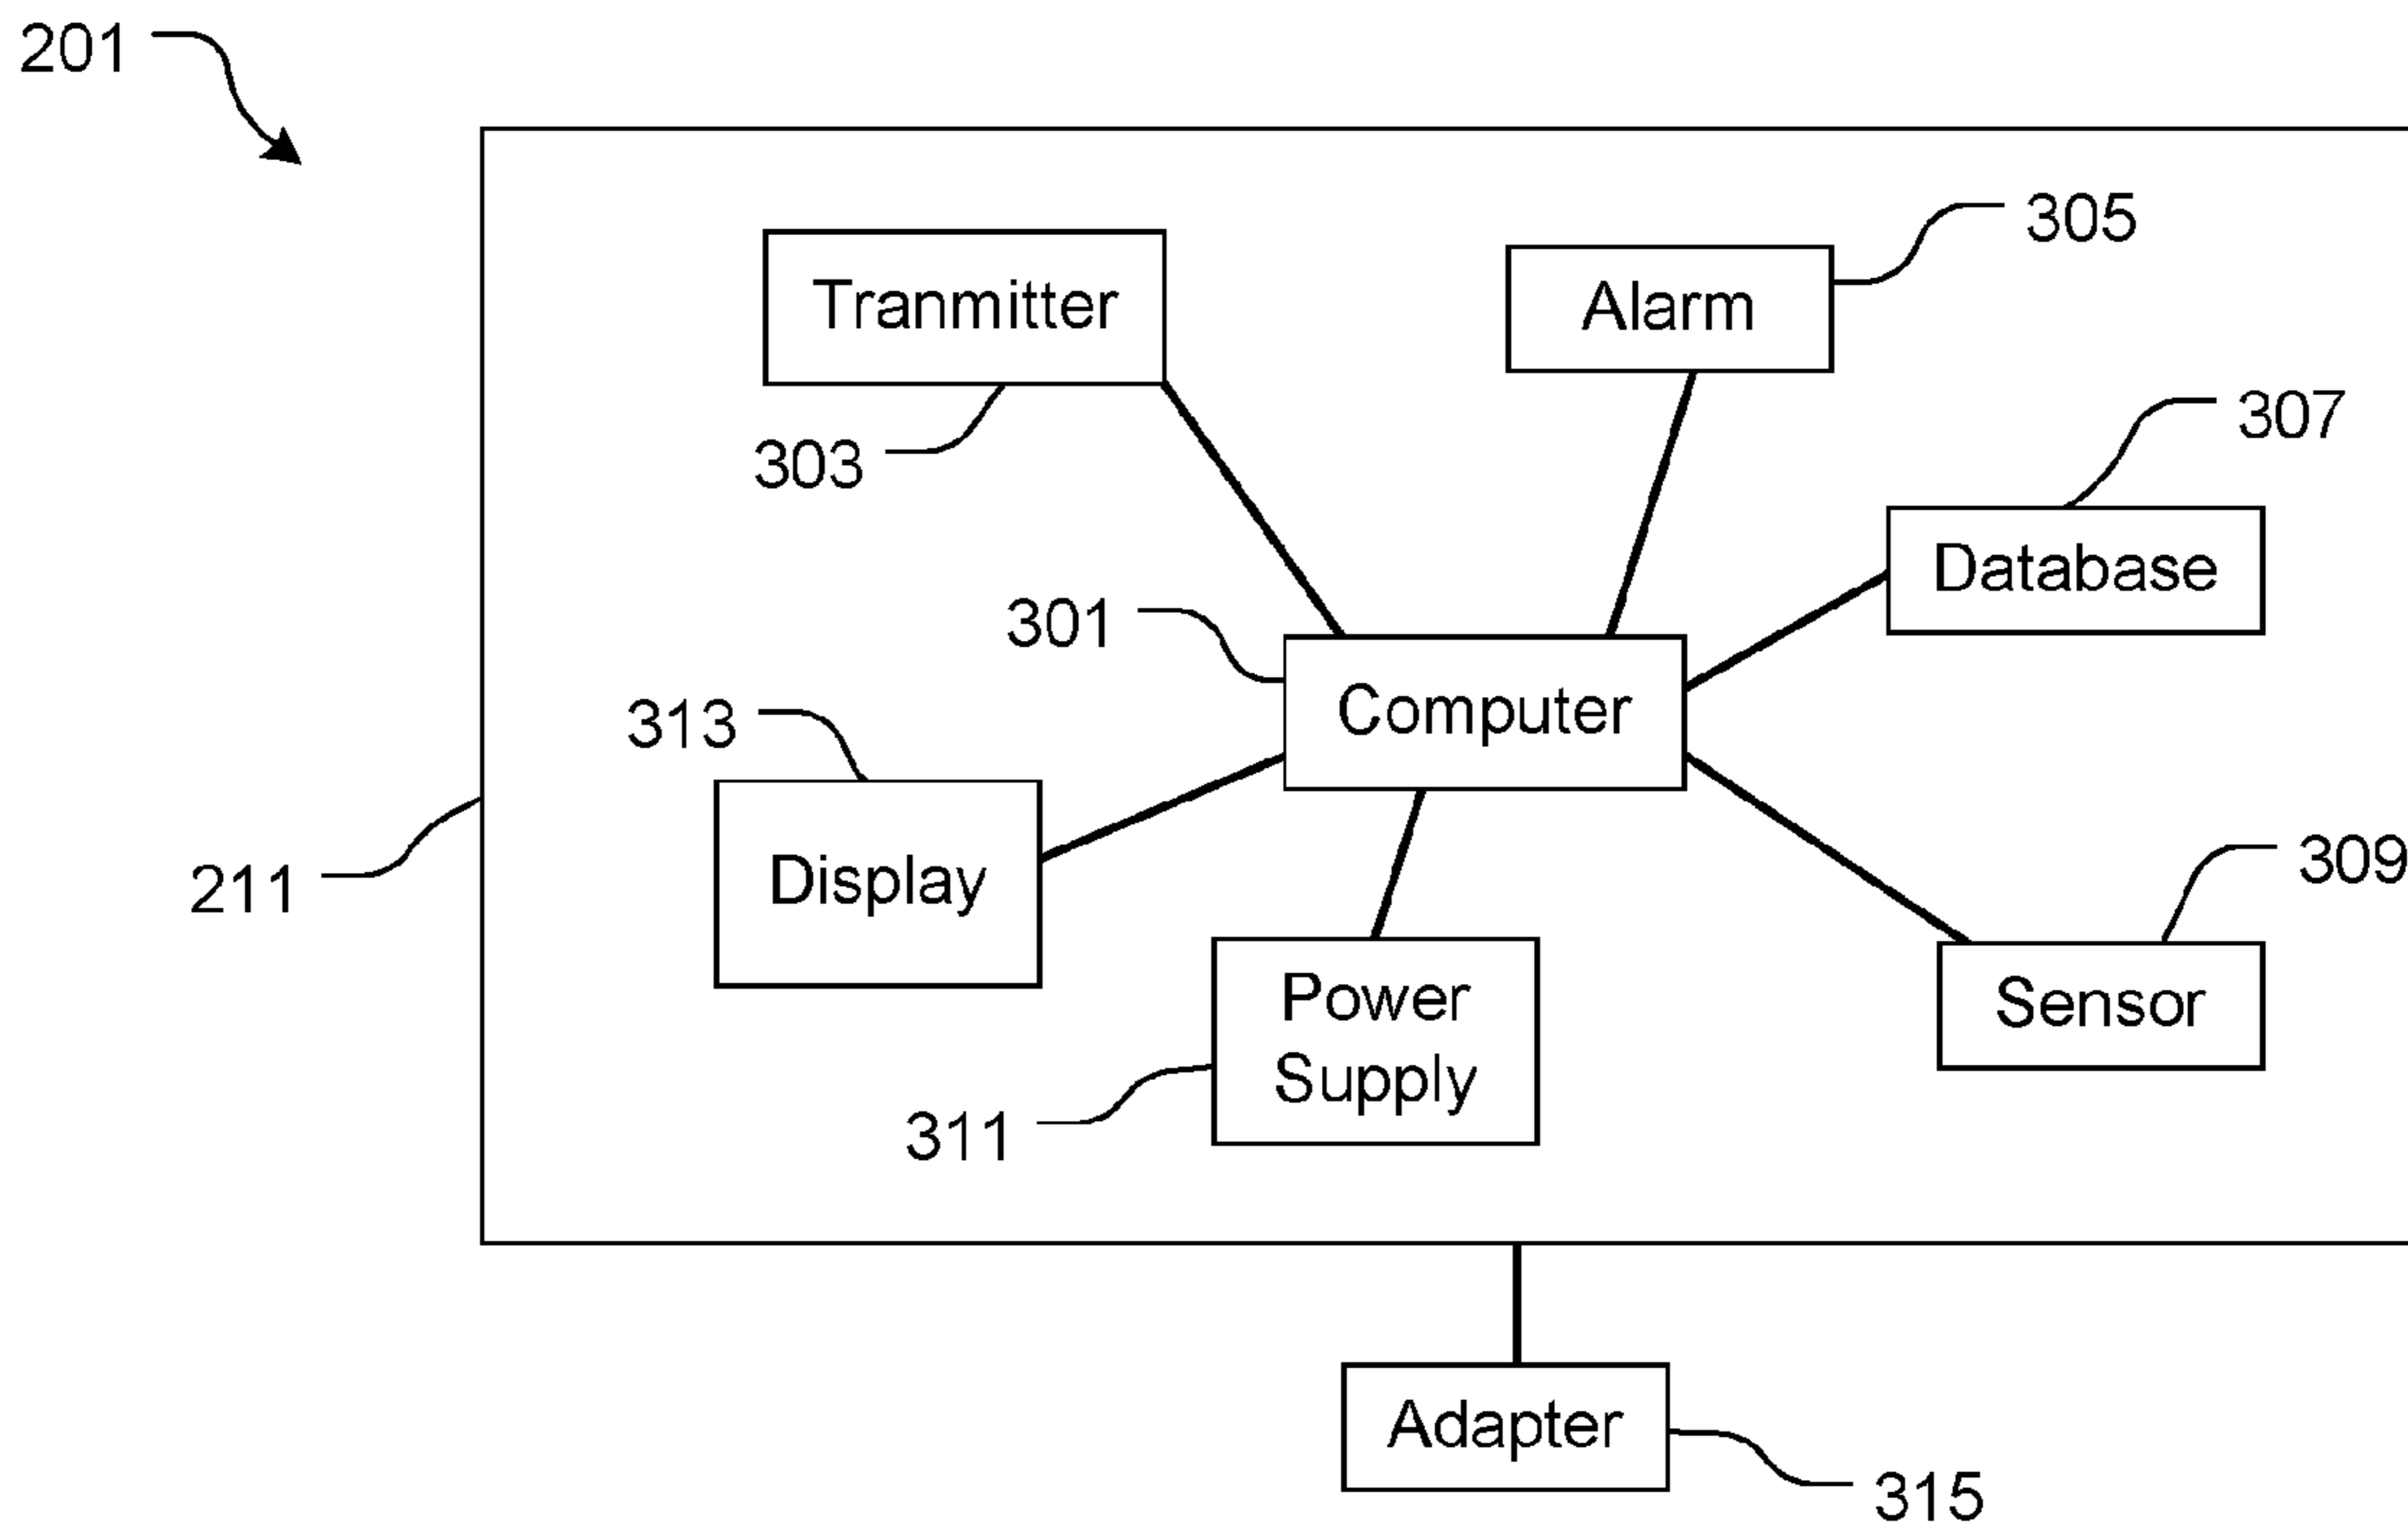 201
305
Tranmitter
Alarm
307
303
Database
301
Computer
313
309
Display
211
Power
Supply
Sensor
311
Adapter
315